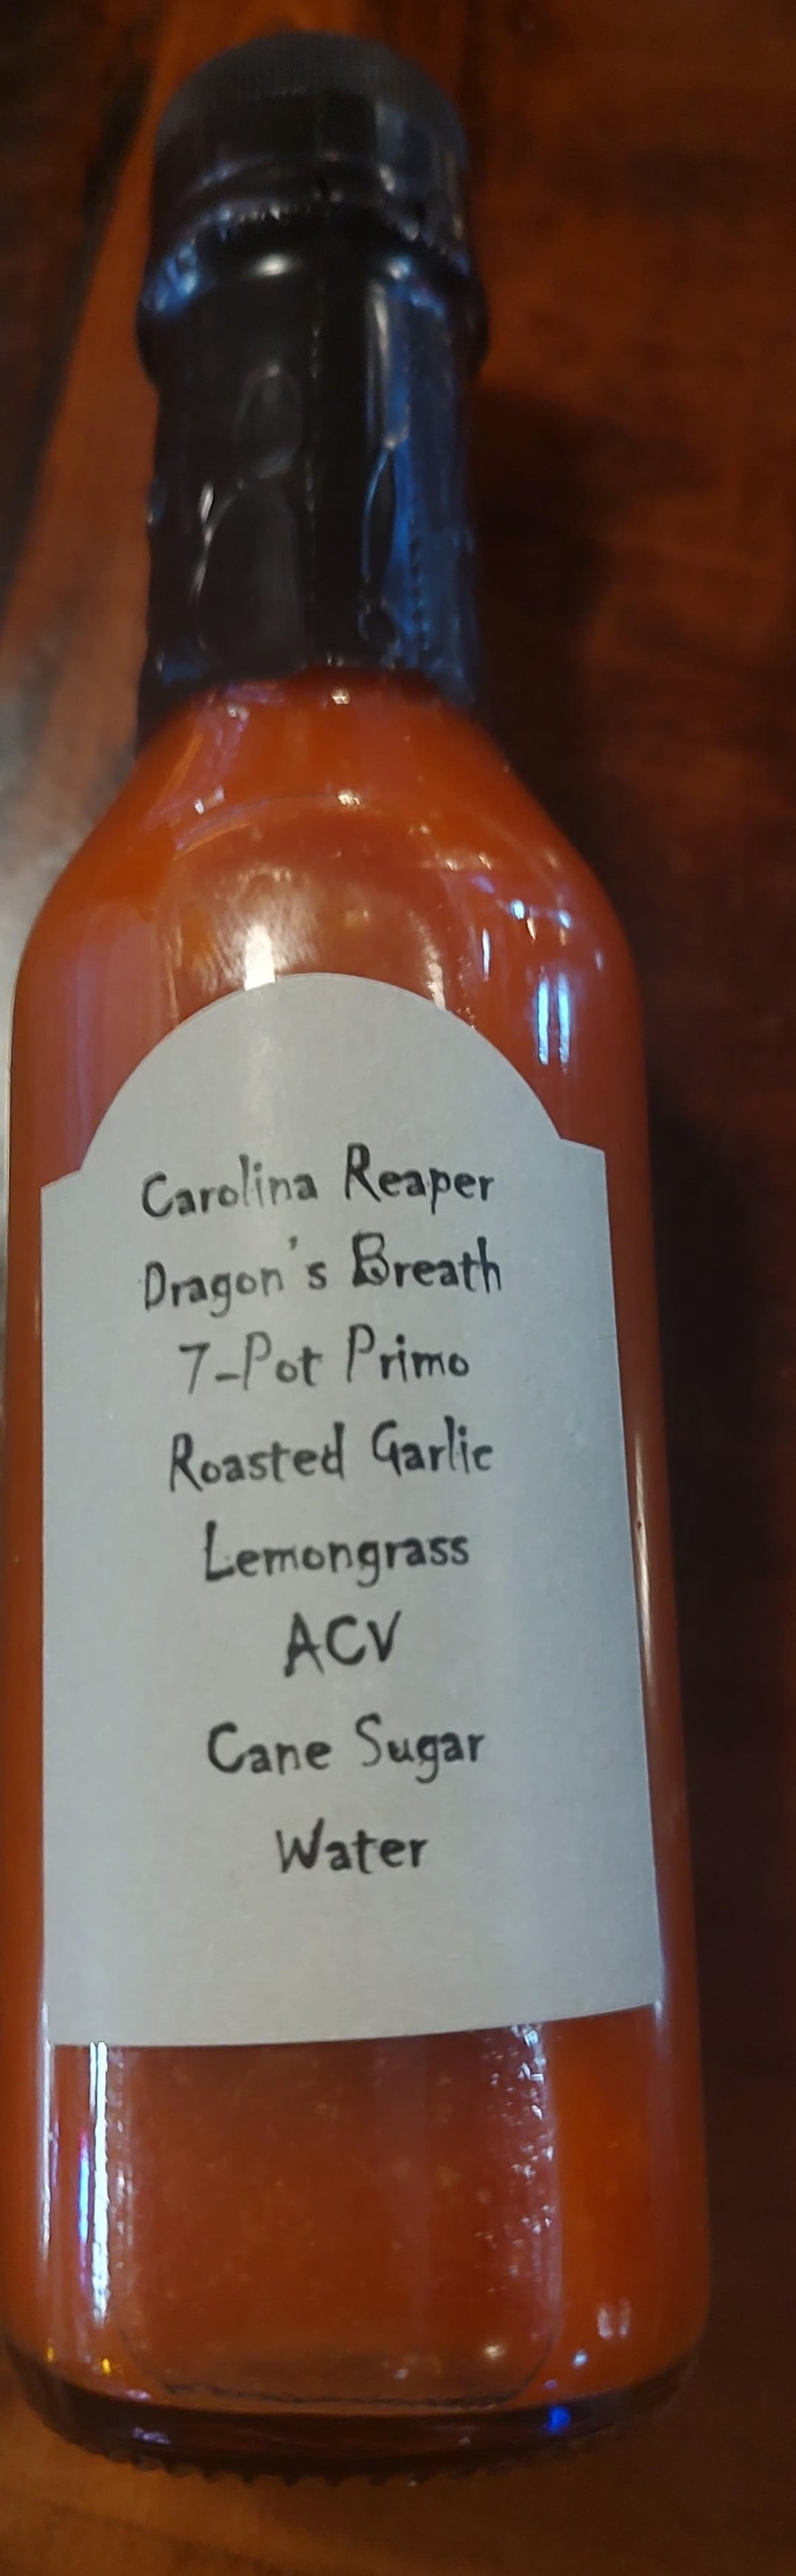 Carolina Reaper
Dragon's Breath
7-Pot Primo
Roasted Garlic
Lemongrass
ACV
Cane Sugar
Water